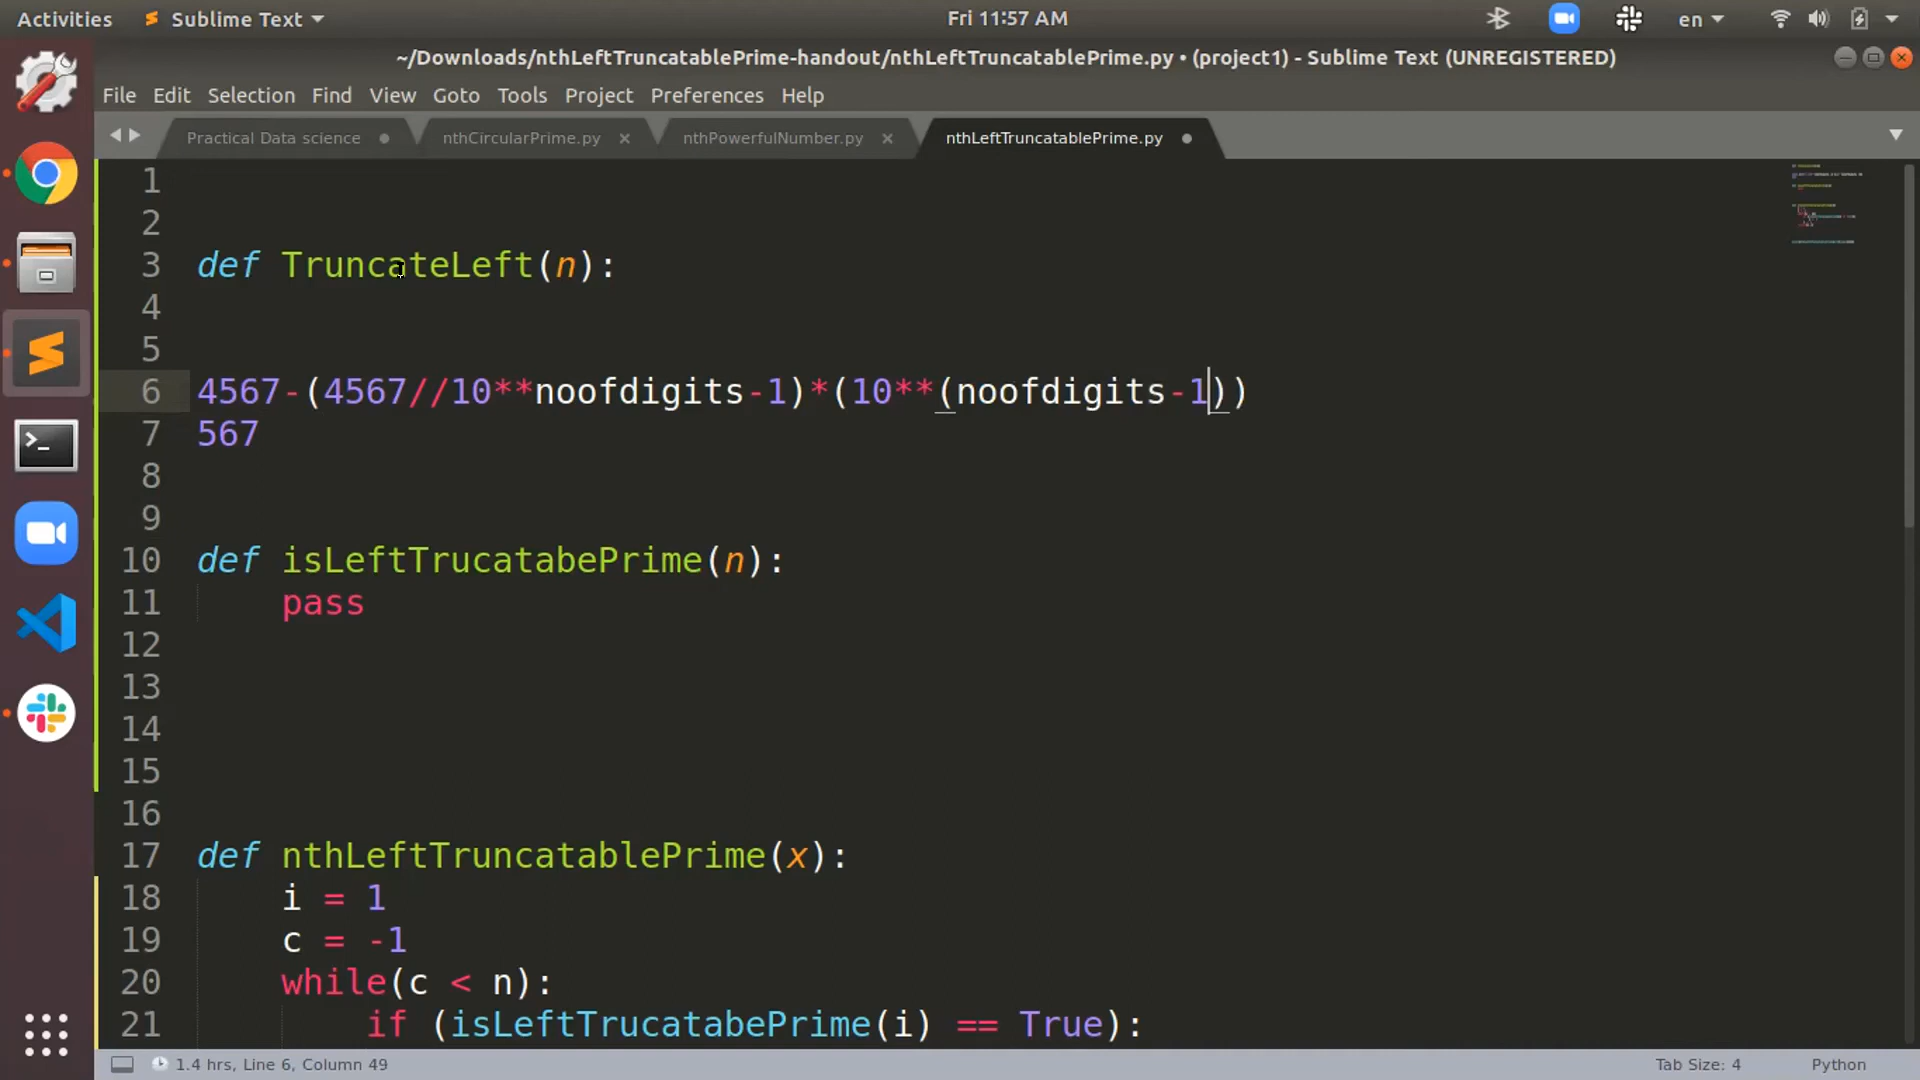 Activities Sublime Text Fri 11:57 AM en
~/Downloads/nthLeftTruncatablePrime-handout/nthLeftTruncatablePrime.py • (project1) - Sublime Text (UNREGISTERED)
File Edit Selection Find View Goto Tools Project Preferences Help
Practical Data science nthCircularPrime.py nthPowerfulNumber.py nthLeftTruncatablePrime.py
1
2
3 def TruncateLeft(n):
4
5
6 4567-(4567//10**noofdigits-1)*(10**(noofdigits-1))
7 567
8
9
10 def isLeftTrucatabePrime(n):
11 pass
12
13
14
15
16
17 def nthLeftTruncatablePrime(x):
18 i = 1
19 c = -1
20 while(c < n):
21 if (isLeftTrucatabePrime(i) == True):
1.4 hrs, Line 6, Column 49 Tab Size: 4 Python